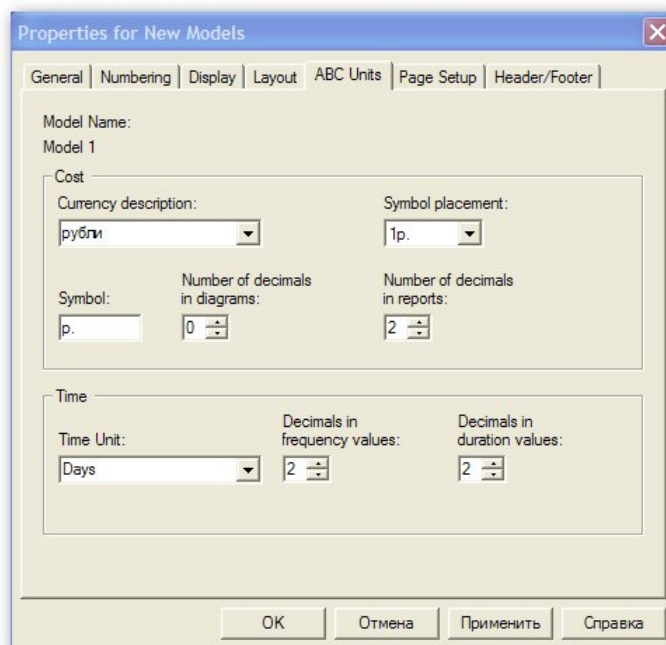 Properties for New Models
General Numbering Display Layout ABC Units Page Setup Header/Footer
Model Name:
Model 1
Cost
Currency description: Symbol placement:
рубли 1р.
Number of decimals Number of decimals
Symbol: in diagrams: in reports:
р. 0 2
Time
Decimals in Decimals in
Time Unit: frequency values: duration values:
Days 2 2
OK Отмена Применить Справка